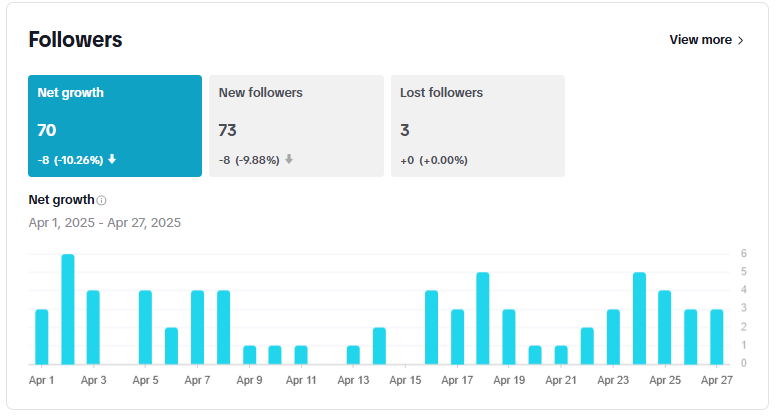 Followers
View more >
Net growth
New followers
Lost followers
70
73
3
-8 (-10.26%)
-8 (-9.88%)
+0 (+0.00%)
Net growth
Apr 1, 2025 - Apr 27, 2025
6
5
4
3
2
1
0
Apr 1 Apr 3 Apr 5 Apr 7 Apr 9 Apr 11 Apr 13 Apr 15 Apr 17 Apr 19 Apr 21 Apr 23 Apr 25 Apr 27